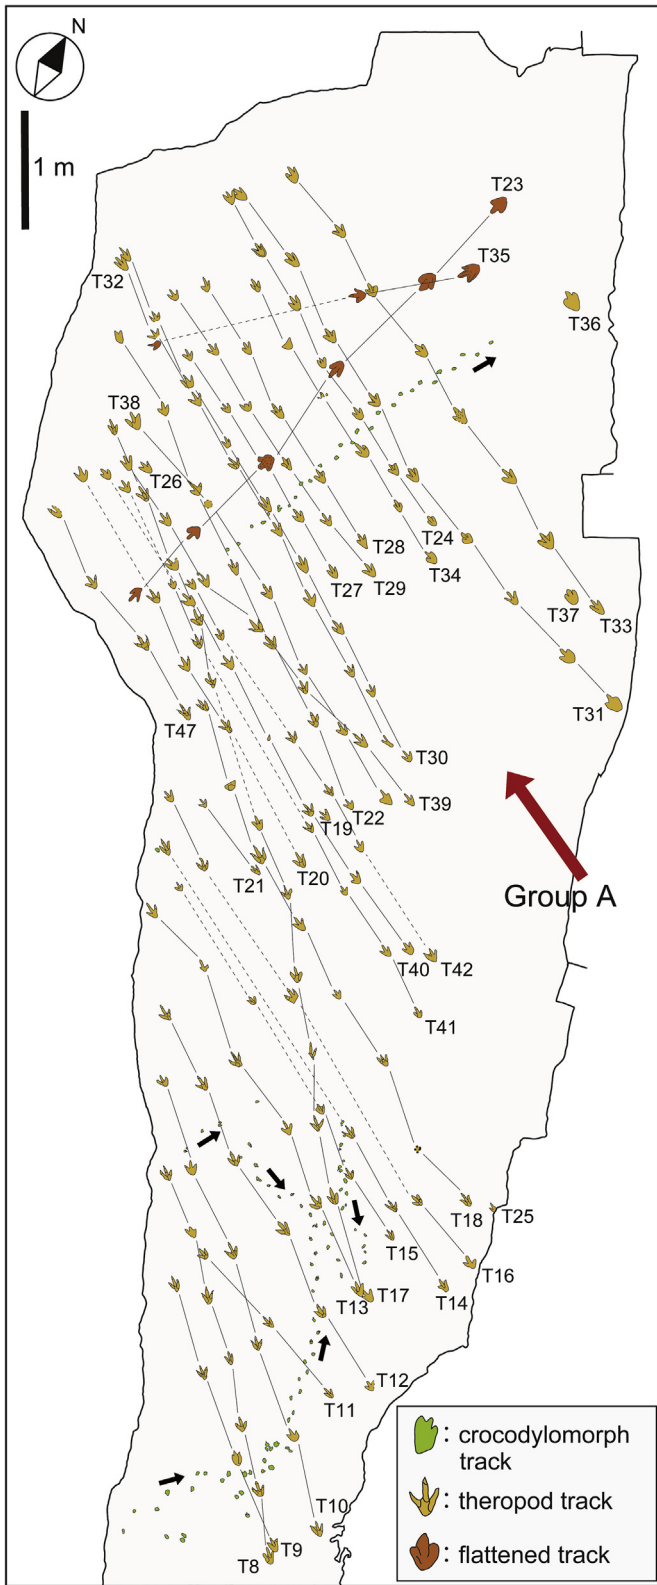 N
1 m
T23
T35
T32
T36
T38
T26
T28
T24
T27
T29
T34
T37
T33
T31
T47
T30
T39
T22
T19
T20
T21
Group A
T40
T42
T41
T18
T25
T15
T16
T14
T13
T17
T12
T11
T10
T9
T8
: crocodylomorph
track
: theropod track
: flattened track